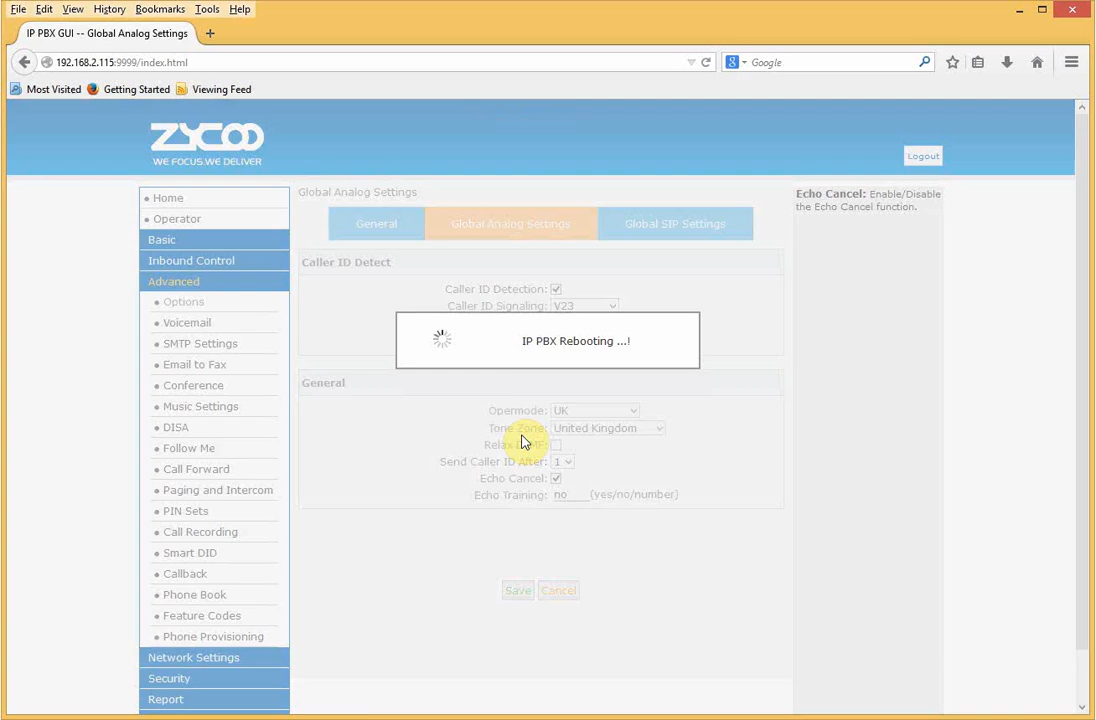 File Edit View History Bookmarks Tools Help
IP PBX GUI -- Global Analog Settings
192.168.2.115:9999/index.html
Google
Most Visited Getting Started Viewing Feed
ZYCOO
WE FOCUS.WE DELIVER
Logout
Home
Operator
Basic
Inbound Control
Advanced
Options
Voicemail
SMTP Settings
Email to Fax
Conference
Music Settings
DISA
Follow Me
Call Forward
Paging and Intercom
PIN Sets
Call Recording
Smart DID
Callback
Phone Book
Feature Codes
Phone Provisioning
Network Settings
Security
Report
Global Analog Settings
General Global Analog Settings Global SIP Settings
Caller ID Detect
Caller ID Detection:
Caller ID Signaling: V23
IP PBX Rebooting ...!
General
Opermode: UK
Tone Zone: United Kingdom
Relax DTMF:
Send Caller ID After: 1
Echo Cancel:
Echo Training: no (yes/no/number)
Save Cancel
Echo Cancel: Enable/Disable
the Echo Cancel function.